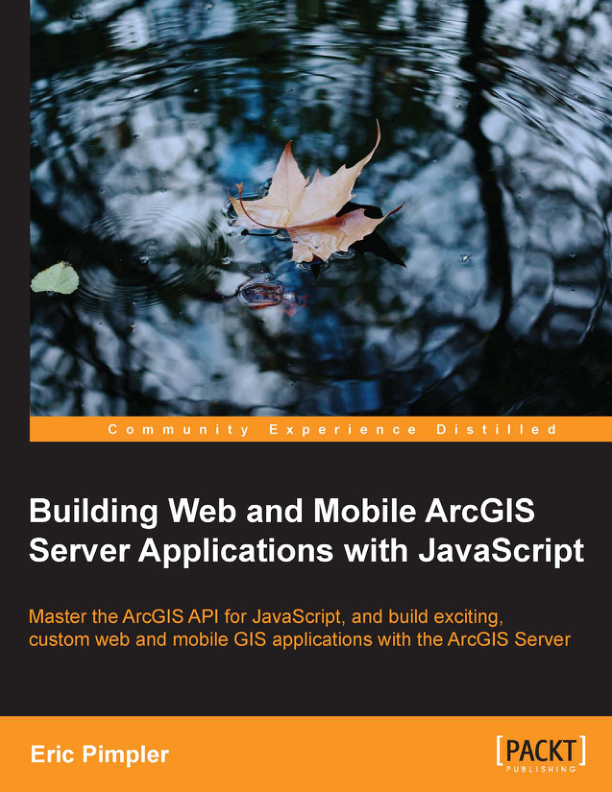 Community Experience Distilled
Building Web and Mobile ArcGIS
Server Applications with JavaScript
Master the ArcGIS API for JavaScript, and build exciting,
custom web and mobile GIS applications with the ArcGIS Server
Eric Pimpler
[PACKT]
PUBLISHING